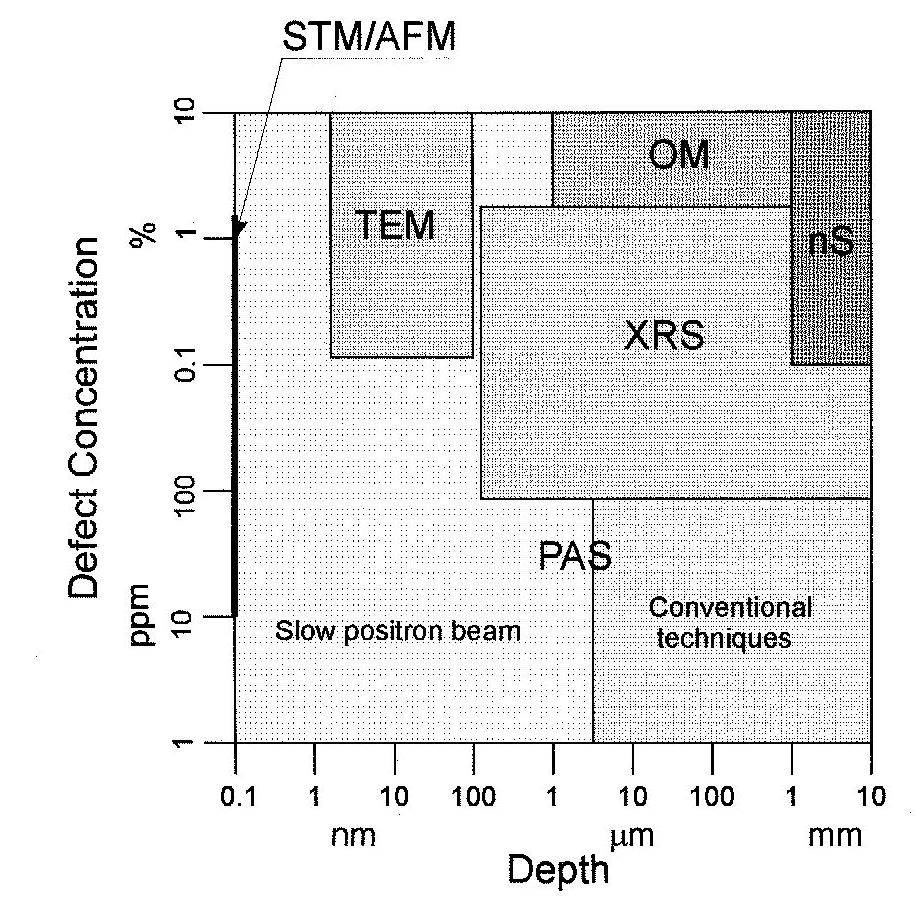 STM/AFM
10
OM
TEM
%
1
nS
XRS
0.1
Defect Concentration
100
PAS
ppm
10
Conventional
techniques
Slow positron beam
1
0.1 1 10 100 1 10 100 1 10
nm μm mm
Depth